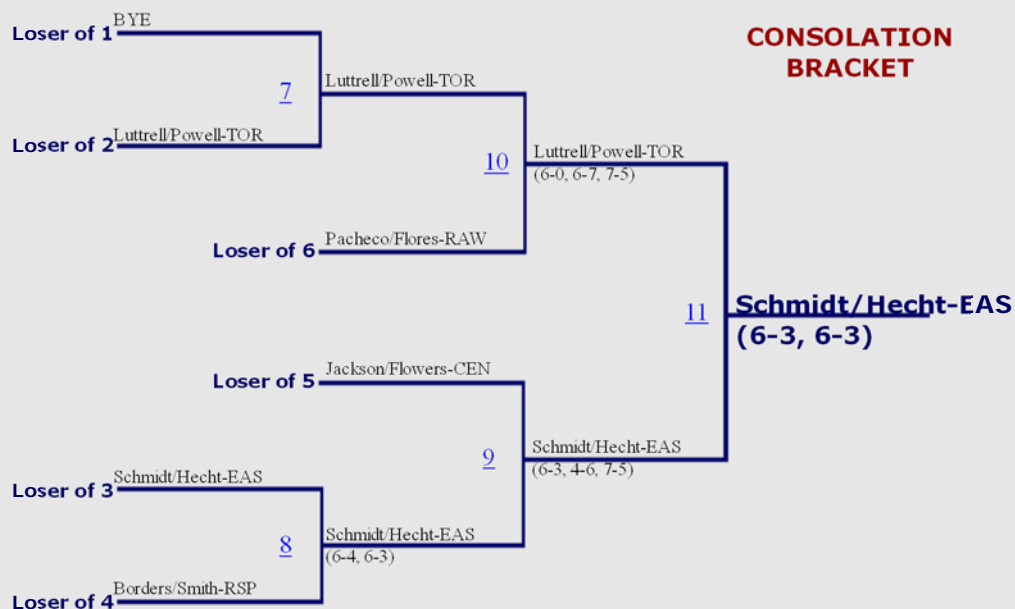 CONSOLATION
BRACKET
BYE
Loser of 1
7
Luttrell/Powell-TOR
Luttrell/Powell-TOR
Loser of 2
10
Luttrell/Powell-TOR
(6-0, 6-7, 7-5)
Pacheco/Flores-RAW
Loser of 6
11
Schmidt/Hecht-EAS
(6-3, 6-3)
Jackson/Flowers-CEN
Loser of 5
9
Schmidt/Hecht-EAS
(6-3, 4-6, 7-5)
Schmidt/Hecht-EAS
Loser of 3
8
Schmidt/Hecht-EAS
(6-4, 6-3)
Borders/Smith-RSP
Loser of 4